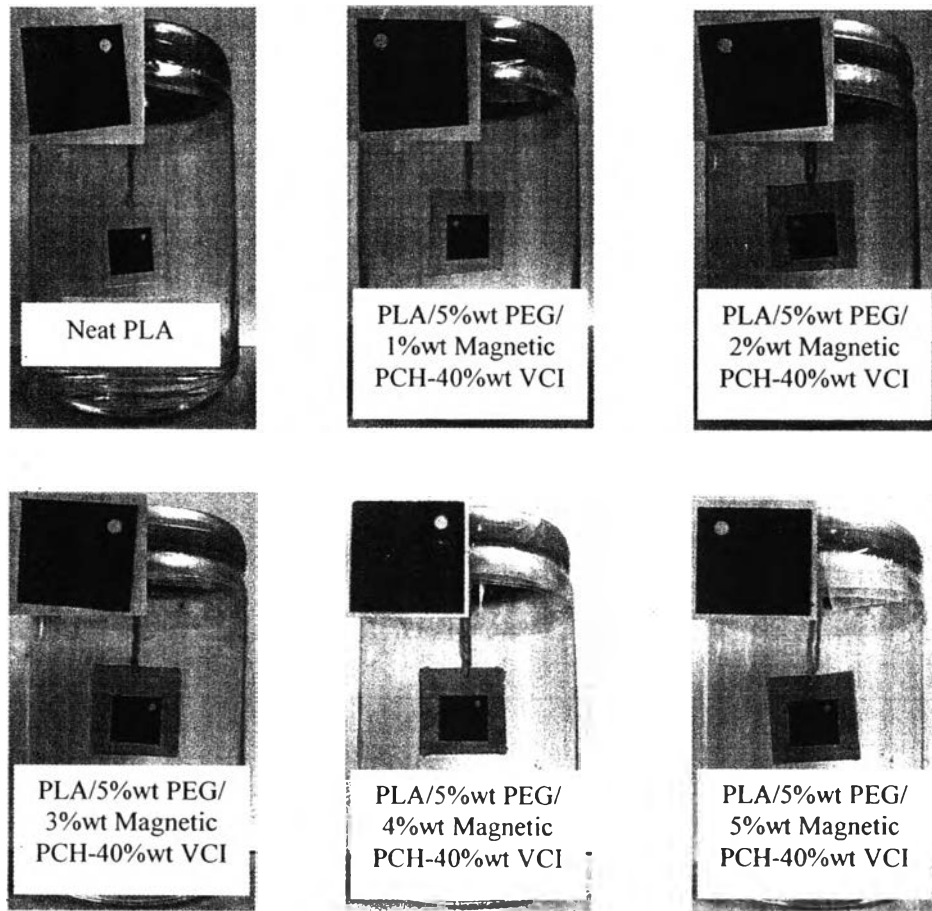 Neat PLA
PLA/5%wt PEG/
1%wt Magnetic
PCH-40%wt VCI
PLA/5%wt PEG/
2%wt Magnetic
PCH-40%wt VCI
PLA/5%wt PEG/
3%wt Magnetic
PCH-40%wt VCI
PLA/5%wt PEG/
4%wt Magnetic
PCH-40%wt VCI
PLA/5%wt PEG/
5%wt Magnetic
PCH-40%wt VCI